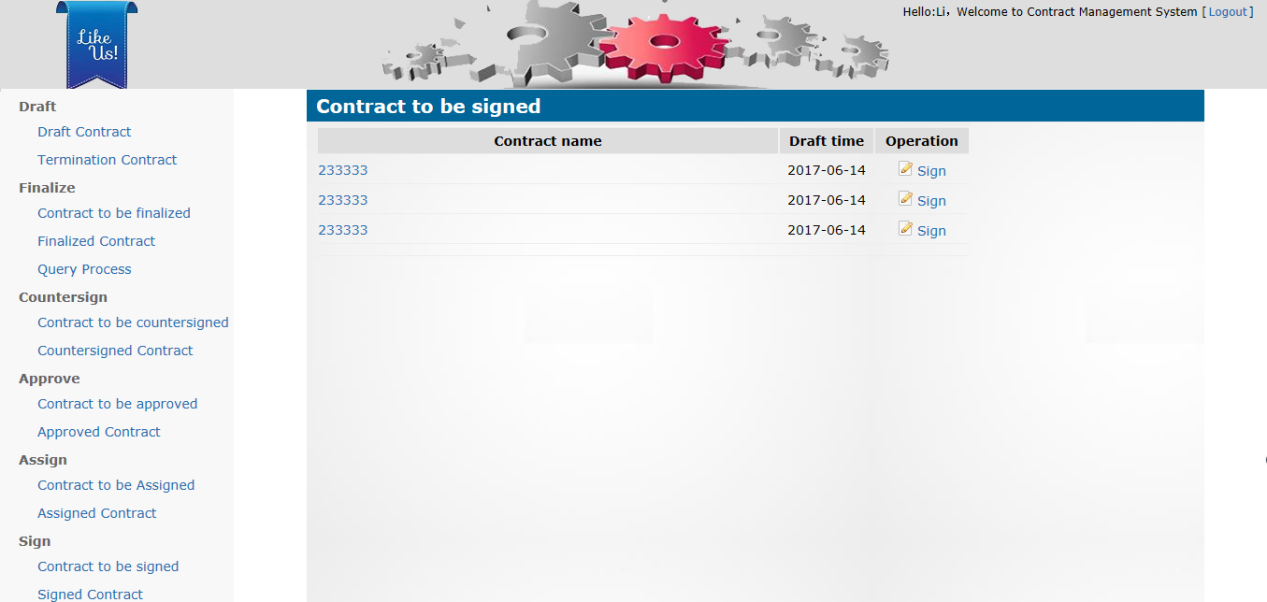 Like
Us!
Hello:Li，Welcome to Contract Management System [Logout]
Draft
Draft Contract
Termination Contract
Finalize
Contract to be finalized
Finalized Contract
Query Process
Countersign
Contract to be countersigned
Countersigned Contract
Approve
Contract to be approved
Approved Contract
Assign
Contract to be Assigned
Assigned Contract
Sign
Contract to be signed
Signed Contract
Contract to be signed
Contract name Draft time Operation
233333 2017-06-14 Sign
233333 2017-06-14 Sign
233333 2017-06-14 Sign